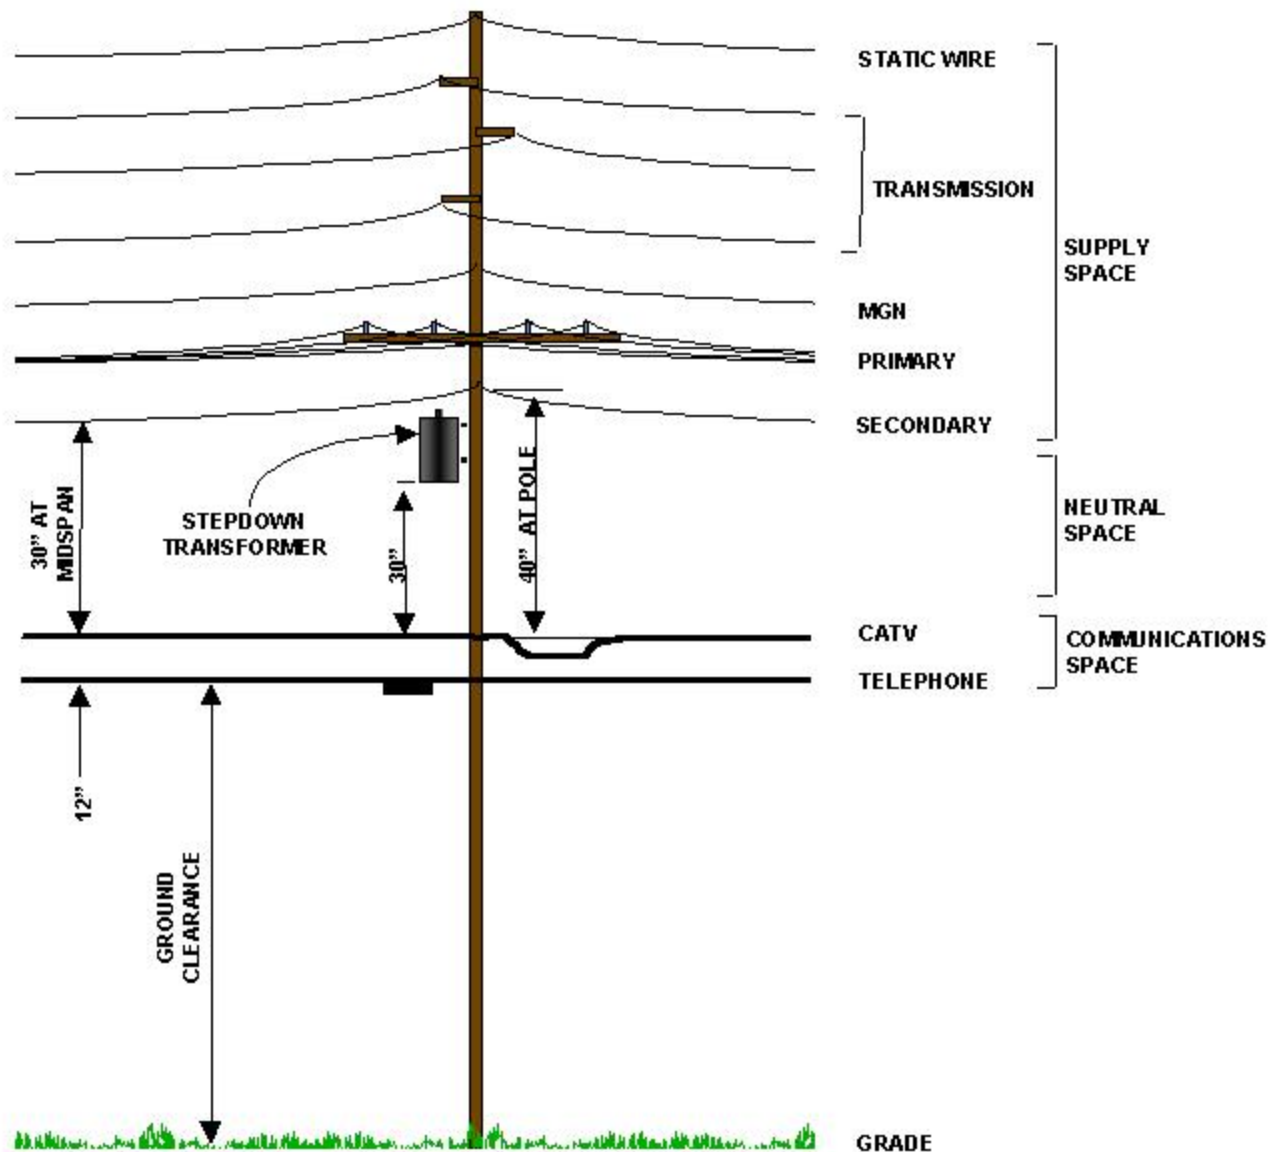 STATIC WIRE
TRANSMISSION
SUPPLY
SPACE
MGN
PRIMARY
SECONDARY
30” AT
MIDSPAN
STEPDOWN
TRANSFORMER
30”
40” AT POLE
NEUTRAL
SPACE
CATV
COMMUNICATIONS
SPACE
TELEPHONE
12”
GROUND
CLEARANCE
GRADE